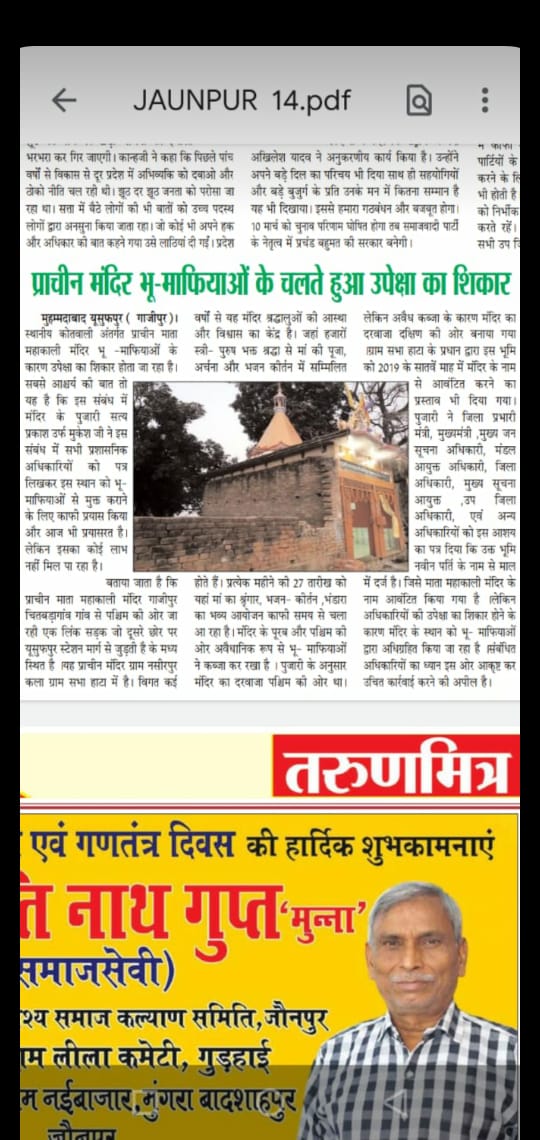 JAUNPUR 14.pdf
भरभरा कर गिर जाएगी। कान्हजी ने कहा कि पिछले पांच
वर्षो से विकास से दूर प्रदेश में अभिव्यक्ति को दबाओ और
ठोको नीति चल रही थी। झूठ दर झूठ जनता को परोसा जा
रहा था। सत्ता में बैठे लोगों की भी बातों को उच्च पदस्थ
लोगों द्वारा अनसुना किया जाता रहा। जो कोई भी अपने हक
और अधिकार की बात कहने गया उसे लाठियां दी गईं। प्रदेश
अखिलेश यादव ने अनुकरणीय कार्य किया है। उन्होंने
अपने बड़े दिल का परिचय भी दिया साथ ही सहयोगियों
और बड़े बुजुर्ग के प्रति उनके मन में कितना सम्मान है
यह भी दिखाया। इससे हमारा गठबंधन और बजबूत होगा।
10 मार्च को चुनाव परिणाम घोषित होगा तब समाजवादी पार्टी
के नेतृत्व में प्रचंड बहुमत की सरकार बनेगी।
पार्टियों के
करने के
भी होती है
को निर्भीक
करते रहें।
सभी उप
प्राचीन मंदिर भू-माफियाओं के चलते हुआ उपेक्षा का शिकार
मुहम्मदाबाद यूसुफपुर ( गाजीपुर )।
स्थानीय कोतवाली अंतर्गत प्राचीन माता
महाकाली मंदिर भू -माफियाओं के
कारण उपेक्षा का शिकार होता जा रहा है।
सबसे आश्चर्य की बात तो
यह है कि इस संबंध में
मंदिर के पुजारी सत्य
प्रकाश उर्फ मुकेश जी ने इस
संबंध में सभी प्रशासनिक
अधिकारियों को पत्र
लिखकर इस स्थान को भू-
माफियाओं से मुक्त कराने
के लिए काफी प्रयास किया
और आज भी प्रयासरत है।
लेकिन इसका कोई लाभ
नहीं मिल पा रहा है।
बताया जाता है कि
प्राचीन माता महाकाली मंदिर गाजीपुर
चितबड़ागांव गांव से पश्चिम की ओर जा
रही एक लिंक सड़क जो दूसरे छोर पर
यूसुफपुर स्टेशन मार्ग से जुड़ती है के मध्य
स्थित है ।यह प्राचीन मंदिर ग्राम नसीरपुर
कला ग्राम सभा हाटा में है। विगत कई
वर्षों से यह मंदिर श्रद्धालुओं की आस्था
और विश्वास का केंद्र है। जहां हजारों
स्त्री- पुरुष भक्त श्रद्धा से मां की पूजा,
अर्चना और भजन कीर्तन में सम्मिलित
होते हैं। प्रत्येक महीने को 27 तारीख को
यहां मां का श्रृंगार, भजन- कीर्तन ,भंडारा
का भव्य आयोजन काफी समय से चला
आ रहा है। मंदिर के पूरब और पश्चिम की
ओर अवैधानिक रूप से भू- माफियाओं
ने कब्जा कर रखा है । पुजारी के अनुसार
मंदिर का दरवाजा पश्चिम की ओर था।
लेकिन अवैध कब्जा के कारण मंदिर का
दरवाजा दक्षिण की ओर बनाया गया
।ग्राम सभा हाटा के प्रधान द्वारा इस भूमि
को 2019 के सातवें माह में मंदिर के नाम
से आवंटित करने का
प्रस्ताव भी दिया गया।
पुजारी ने जिला प्रभारी
मंत्री, मुख्यमंत्री ,मुख्य जन
सूचना अधिकारी, मंडल
आयुक्त अधिकारी, जिला
अधिकारी, मुख्य सूचना
आयुक्त ,उप जिला
अधिकारी, एवं अन्य
अधिकारियों को इस आशय
का पत्र दिया कि उक्त भूमि
नवीन पर्ति के नाम से माल
में दर्ज है। जिसे माता महाकाली मंदिर के
नाम आवंटित किया गया है ।लेकिन
अधिकारियों की उपेक्षा का शिकार होने के
कारण मंदिर के स्थान को भू- माफियाओं
द्वारा अधिग्रहित किया जा रहा है ।संबंधित
अधिकारियों का ध्यान इस ओर आकृष्ट कर
उचित कार्रवाई करने की अपील है।
तरुणमित्र
एवं गणतंत्र दिवस की हार्दिक शुभकामनाएं
नाथ गुप्त 'मुन्ना'
समाजसेवी)
श्य समाज कल्याण समिति,जौनपुर
म लीला कमेटी, गुड़हाई
म नईबाजार,मुंगरा बादशाहपुर
जौनपुर